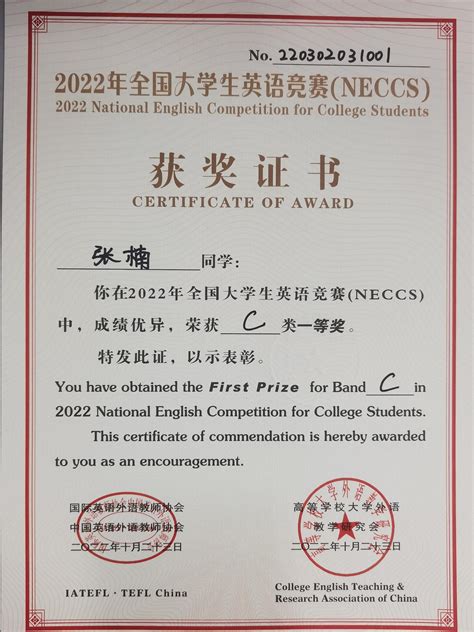 No. 220302031001
2022年全国大学生英语竞赛(NECCS)
2022 National English Competition for College Students
获奖证书
CERTIFICATE OF AWARD
张楠 同学:
你在2022年全国大学生英语竞赛(NECCS)
中，成绩优异，荣获 C 类一等奖。
特发此证，以示表彰。
You have obtained the First Prize for Band C in
2022 National English Competition for College Students.
This certificate of commendation is hereby awarded
to you as an encouragement.
国际英语外语教师协会
中国英语外语教师协会
二〇二二年十月二十三日
IATEFL · TEFL China
高等学校大学外语
教学研究会
二〇二二年十月二十三日
College English Teaching &
Research Association of China